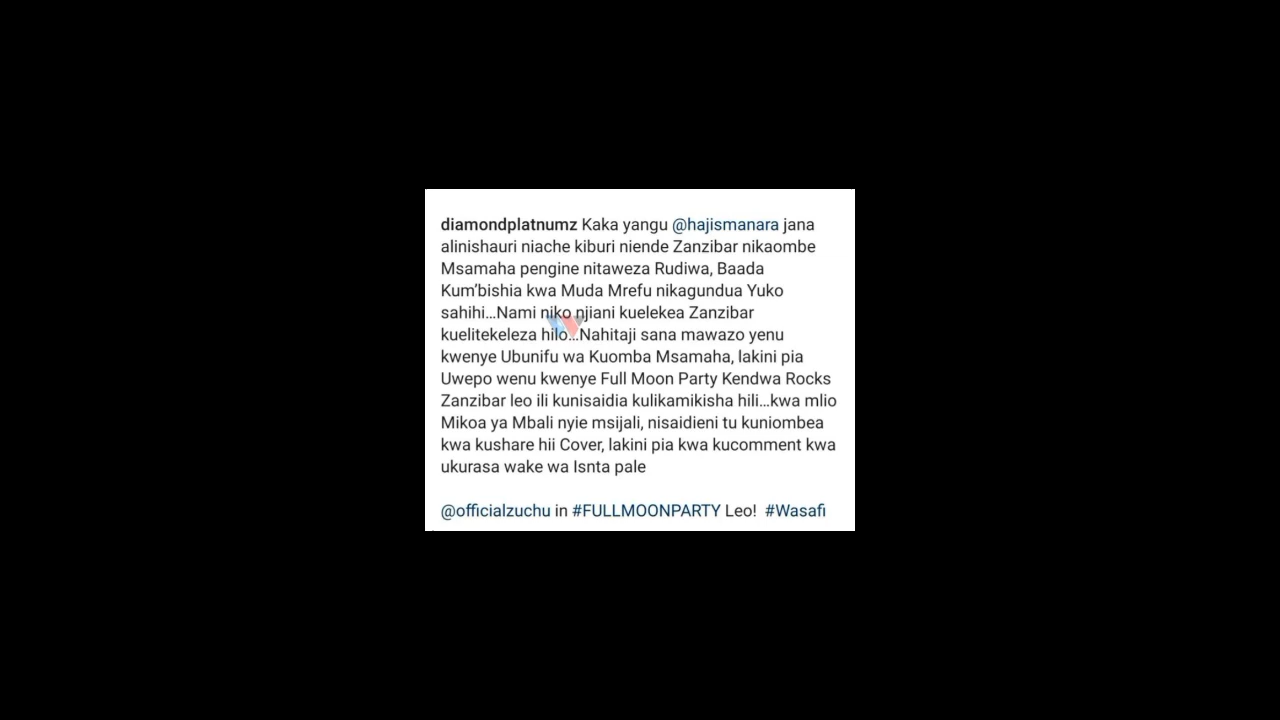 diamondplatnumz Kaka yangu @hajismanara jana
alinishauri niache kiburi niende Zanzibar nikaombe
Msamaha pengine nitaweza Rudiwa, Baada
Kum'bishia kwa Muda Mrefu nikagundua Yuko
sahihi...Nami niko njiani kuelekea Zanzibar
kuelitekeleza hilo...Nahitaji sana mawazo yenu
kwenye Ubunifu wa Kuomba Msamaha, lakini pia
Uwepo wenu kwenye Full Moon Party Kendwa Rocks
Zanzibar leo ili kunisaidia kulikamikisha hili...kwa mlio
Mikoa ya Mbali nyie msijali, nisaidieni tu kuniombea
kwa kushare hii Cover, lakini pia kwa kucomment kwa
ukurasa wake wa Isnta pale
@officialzuchu in #FULLMOONPARTY Leo! #Wasafi